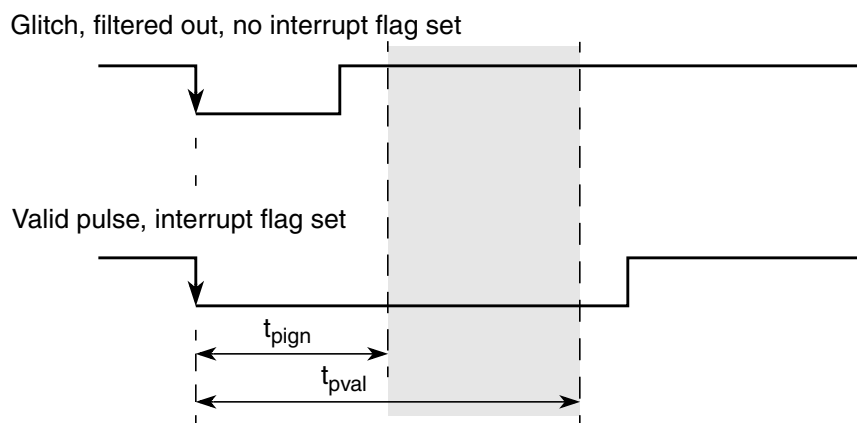 Glitch, filtered out, no interrupt flag set
Valid pulse, interrupt flag set
tpign
tpval